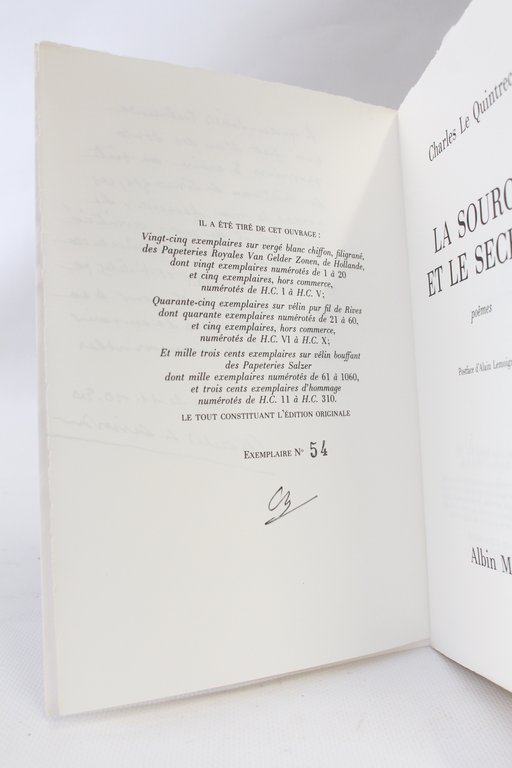 IL A ÉTÉ TIRÉ DE CET OUVRAGE :
Vingt-cinq exemplaires sur vergé blanc chiffon, filigrané,
des Papeteries Royales Van Gelder Zonen, de Hollande,
dont vingt exemplaires numérotés de 1 à 20
et cinq exemplaires, hors commerce,
numérotés de H.C. I à H.C. V;
Quarante-cinq exemplaires sur vélin pur fil de Rives
dont quarante exemplaires numérotés de 21 à 60,
et cinq exemplaires, hors commerce,
numérotés de H.C. VI à H.C. X;
Et mille trois cents exemplaires sur vélin bouffant
des Papeteries Salzer
dont mille exemplaires numérotés de 61 à 1060,
et trois cents exemplaires d'hommage
numérotés de H.C. 11 à H.C. 310.
LE TOUT CONSTITUANT L'ÉDITION ORIGINALE
EXEMPLAIRE N° 54
Charles Le Quintrec
LA SOURC
ET LE SEC
poèmes
Postface d'Alain Lemoign
Albin M